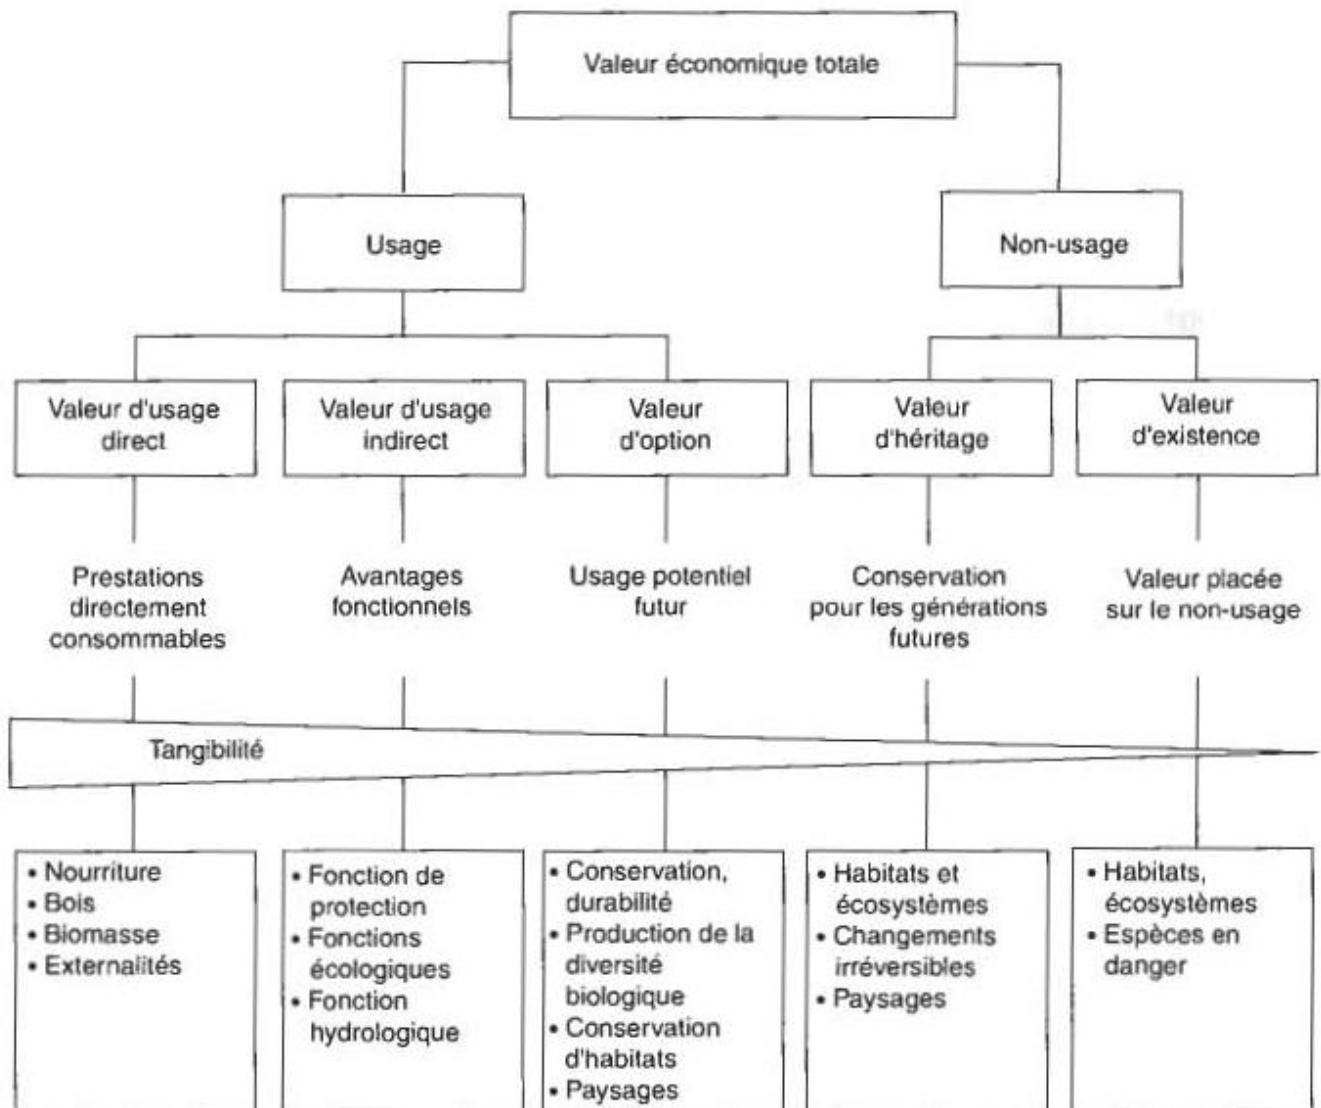 Valeur économique totale
Usage
Non-usage
Valeur d'usage
direct
Valeur d'usage
indirect
Valeur
d'option
Valeur
d'héritage
Valeur
d'existence
Prestations
directement
consommables
Avantages
fonctionnels
Usage potentiel
futur
Conservation
pour les générations
futures
Valeur placée
sur le non-usage
Tangibilité
• Nourriture
• Bois
• Biomasse
• Externalités
• Fonction de
protection
• Fonctions
écologiques
• Fonction
hydrologique
• Conservation,
durabilité
• Production de la
diversité
biologique
• Conservation
d'habitats
• Paysages
• Habitats et
écosystèmes
• Changements
irréversibles
• Paysages
• Habitats,
écosystèmes
• Espèces en
danger